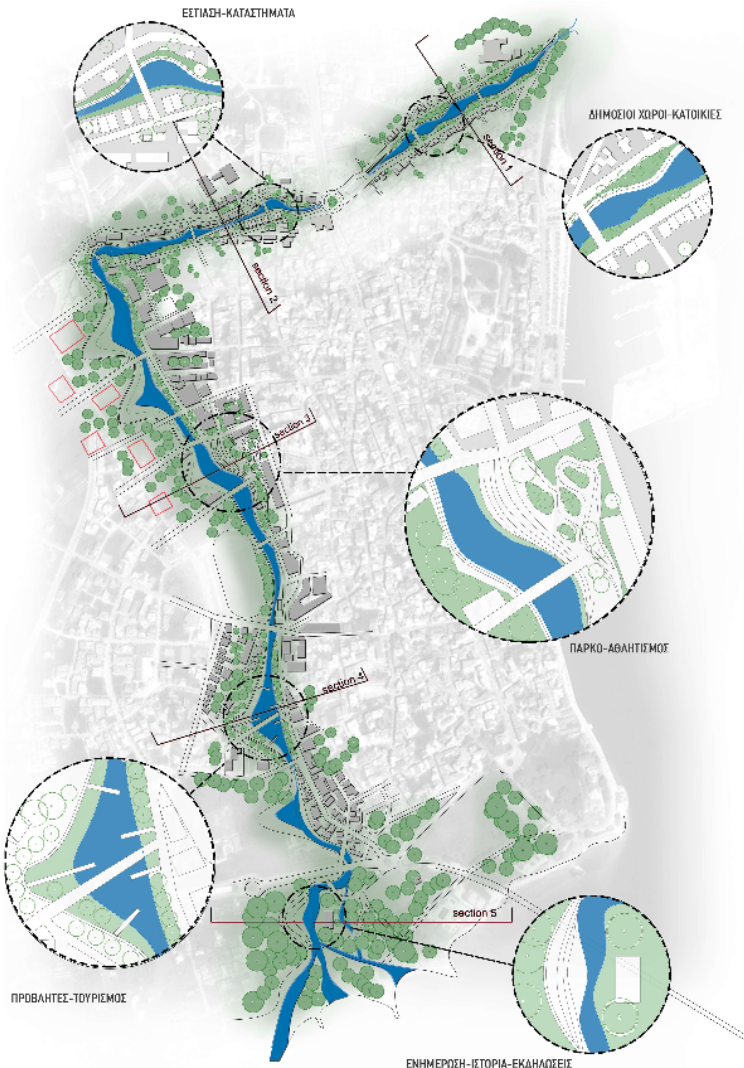 ΕΣΤΙΑΣΗ-ΚΑΤΑΣΤΗΜΑΤΑ
ΔΗΜΟΣΙΟΙ ΧΩΡΟΙ-ΚΑΤΟΙΚΙΕΣ
section 1
section 2
section 3
ΠΑΡΚΟ-ΑΘΛΗΤΙΣΜΟΣ
section 4
section 5
ΠΡΟΒΛΗΤΕΣ-ΤΟΥΡΙΣΜΟΣ
ΕΝΗΜΕΡΩΣΗ-ΙΣΤΟΡΙΑ-ΕΚΔΗΛΩΣΕΙΣ